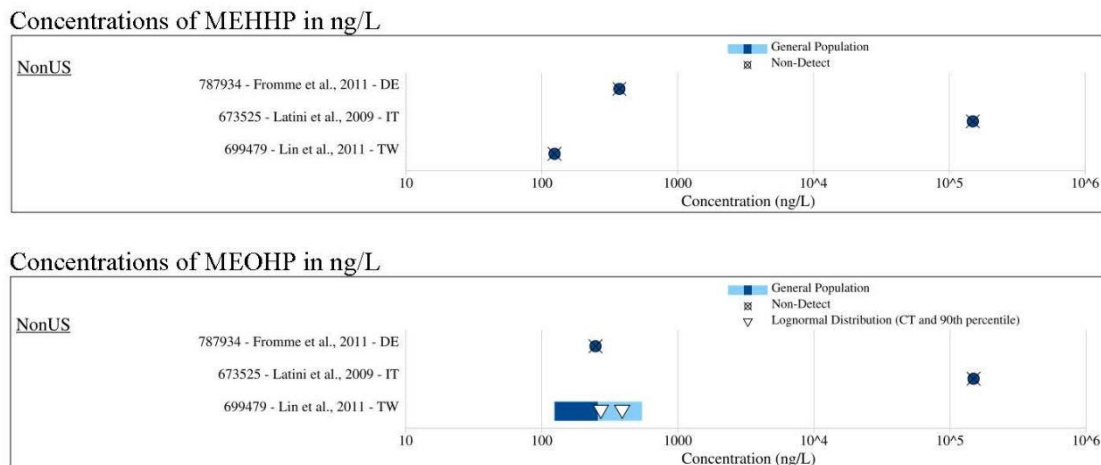 Concentrations of MEHHP in ng/L
General Population
Non-Detect
NonUS
787934 - Fromme et al., 2011 - DE
673525 - Latini et al., 2009 - IT
699479 - Lin et al., 2011 - TW
10 100 1000 10^4 10^5 10^6
Concentration (ng/L)
Concentrations of MEOHP in ng/L
General Population
Non-Detect
Lognormal Distribution (CT and 90th percentile)
NonUS
787934 - Fromme et al., 2011 - DE
673525 - Latini et al., 2009 - IT
699479 - Lin et al., 2011 - TW
10 100 1000 10^4 10^5 10^6
Concentration (ng/L)